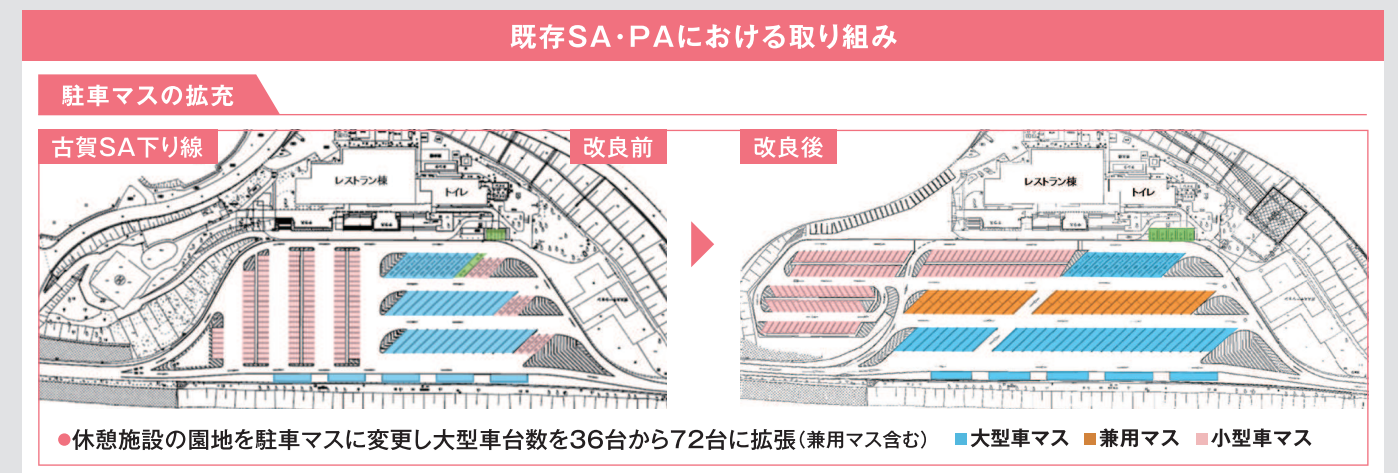 既存SA・PAにおける取り組み
駐車マスの拡充
古賀SA下り線
改良前
改良後
レストラン棟
トイレ
レストラン棟
トイレ
●休憩施設の園地を駐車マスに変更し大型車台数を36台から72台に拡張（兼用マス含む） ■大型車マス ■兼用マス ■小型車マス